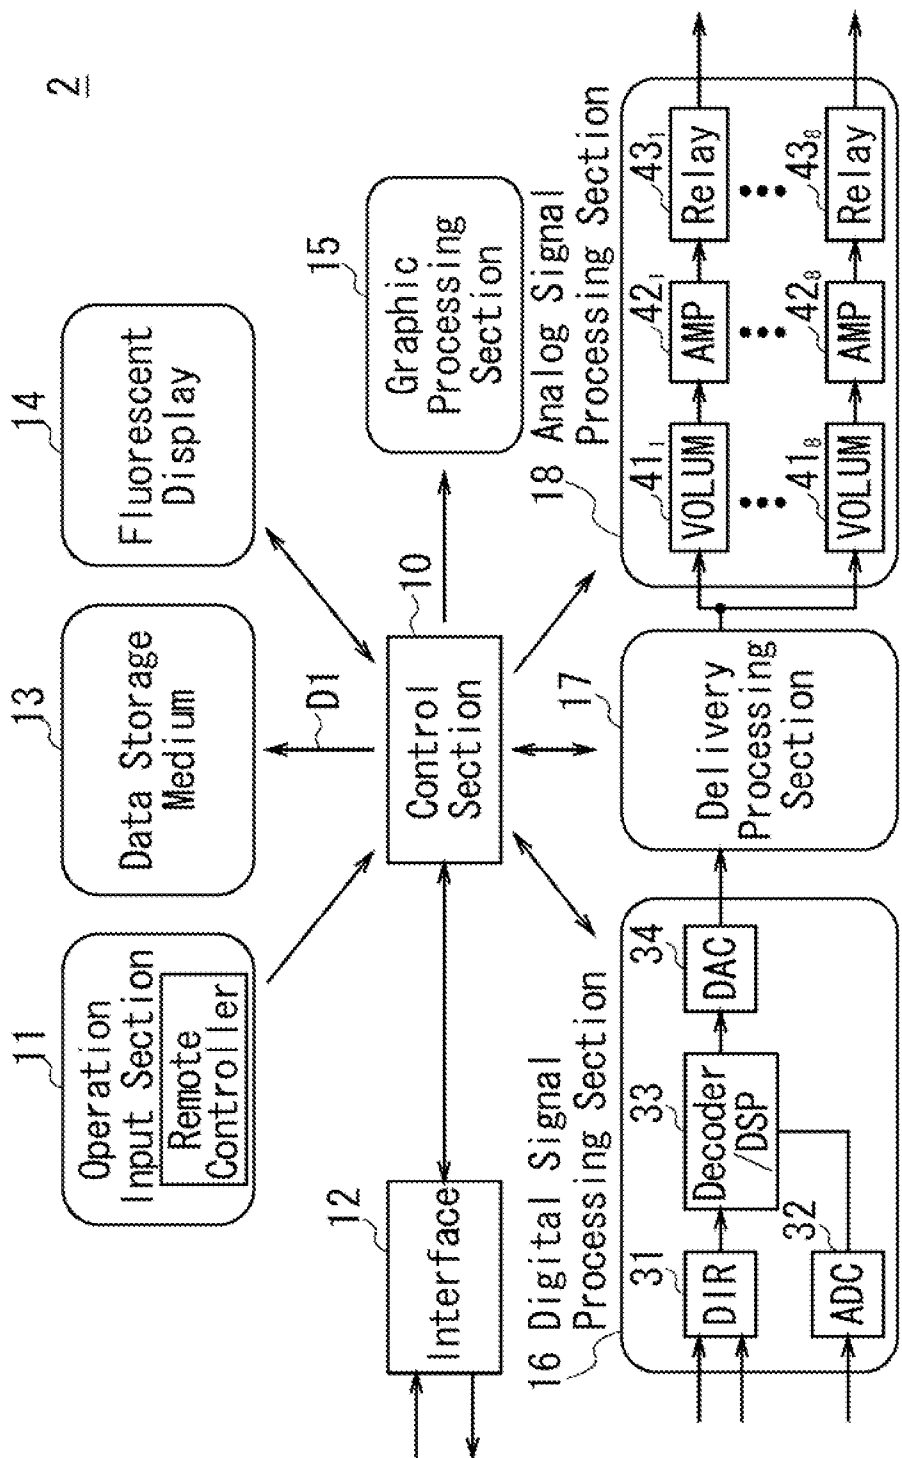 2
11
Operation
Input Section
Remote
Controller
13
Data Storage
Medium
14
Fluorescent
Display
12
Interface
D1
10
Control
Section
15
Graphic
Processing
Section
16 Digital Signal
Processing Section
31
DIR
32
ADC
33
Decoder
/DSP
34
DAC
17
Delivery
Processing
Section
18 Analog Signal
Processing Section
41₁
VOLUM
42₁
AMP
43₁
Relay
41₈
VOLUM
42₈
AMP
43₈
Relay